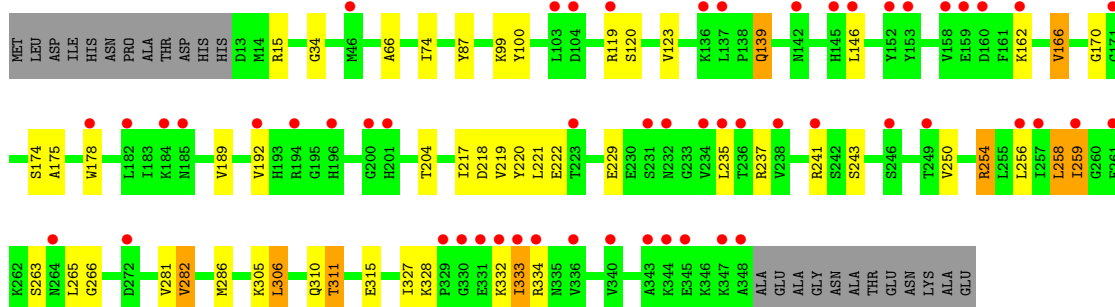 MET LEU ASP ILE HIS ASN PRO ALA THR ASP HIS HIS D13 M14 R15 G34 M46 A66 I74 Y87 K99 Y100 L103 D104 R119 S120 V123 K136 L137 P138 Q139 N142 H145 L146 Y152 Y153 V158 E159 D160 F161 K162 V166 G170
S174 A175 W178 L182 I183 K184 N185 V189 V192 H193 R194 G195 H196 G200 H201 T204 I217 D218 V219 Y220 L221 E222 T223 E229 E230 S231 N232 G233 V234 L235 T236 R237 V238 R241 S242 S243 S246 T249 V250 R254 L255 L256 I257 L258 I259 G260
K262 S263 N264 L265 G266 D272 V281 V282 M286 K305 L306 Q310 T311 E315 I327 K328 P329 G330 E331 K332 I333 R334 N335 V336 V340 A343 K344 E345 K346 K347 A348 ALA GLU ALA GLY ASN ALA THR GLU ASN LYS ALA GLU